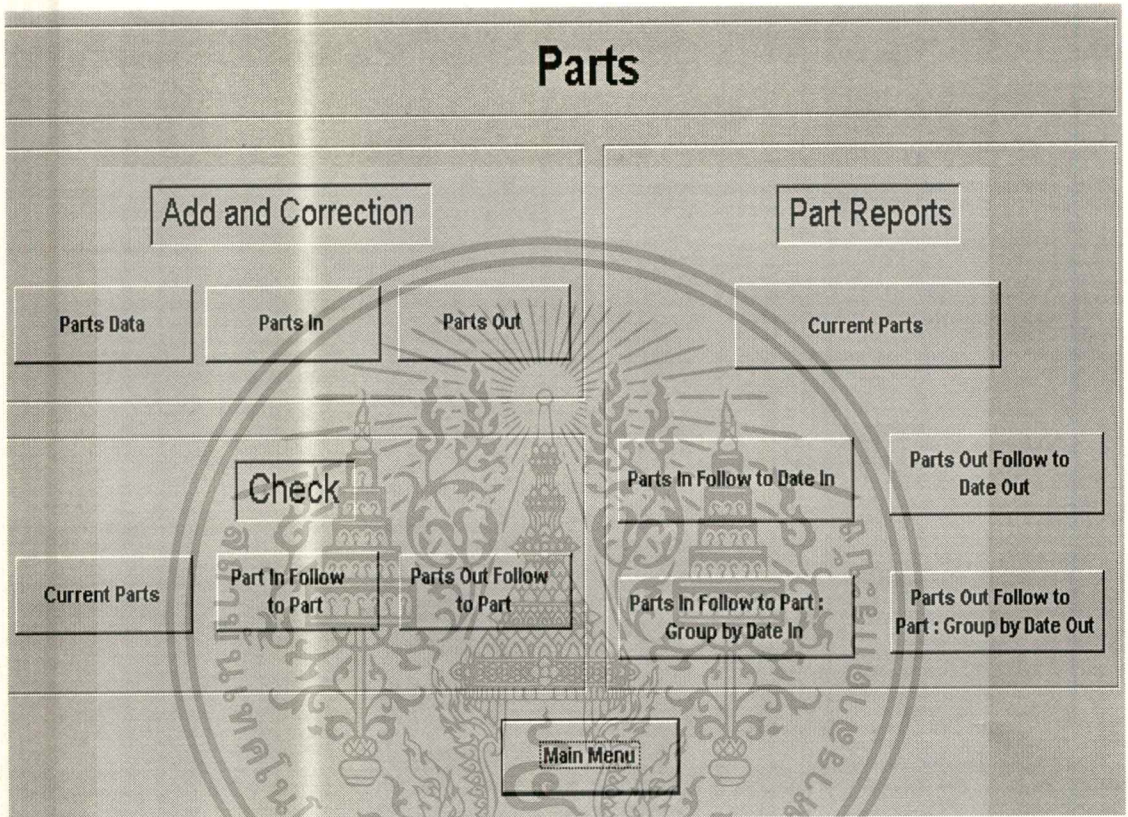 Parts
Add and Correction
Parts Data
Parts In
Parts Out
Check
Current Parts
Part In Follow
to Part
Parts Out Follow
to Part
Part Reports
Current Parts
Parts In Follow to Date In
Parts Out Follow to
Date Out
Parts In Follow to Part :
Group by Date In
Parts Out Follow to
Part : Group by Date Out
Main Menu